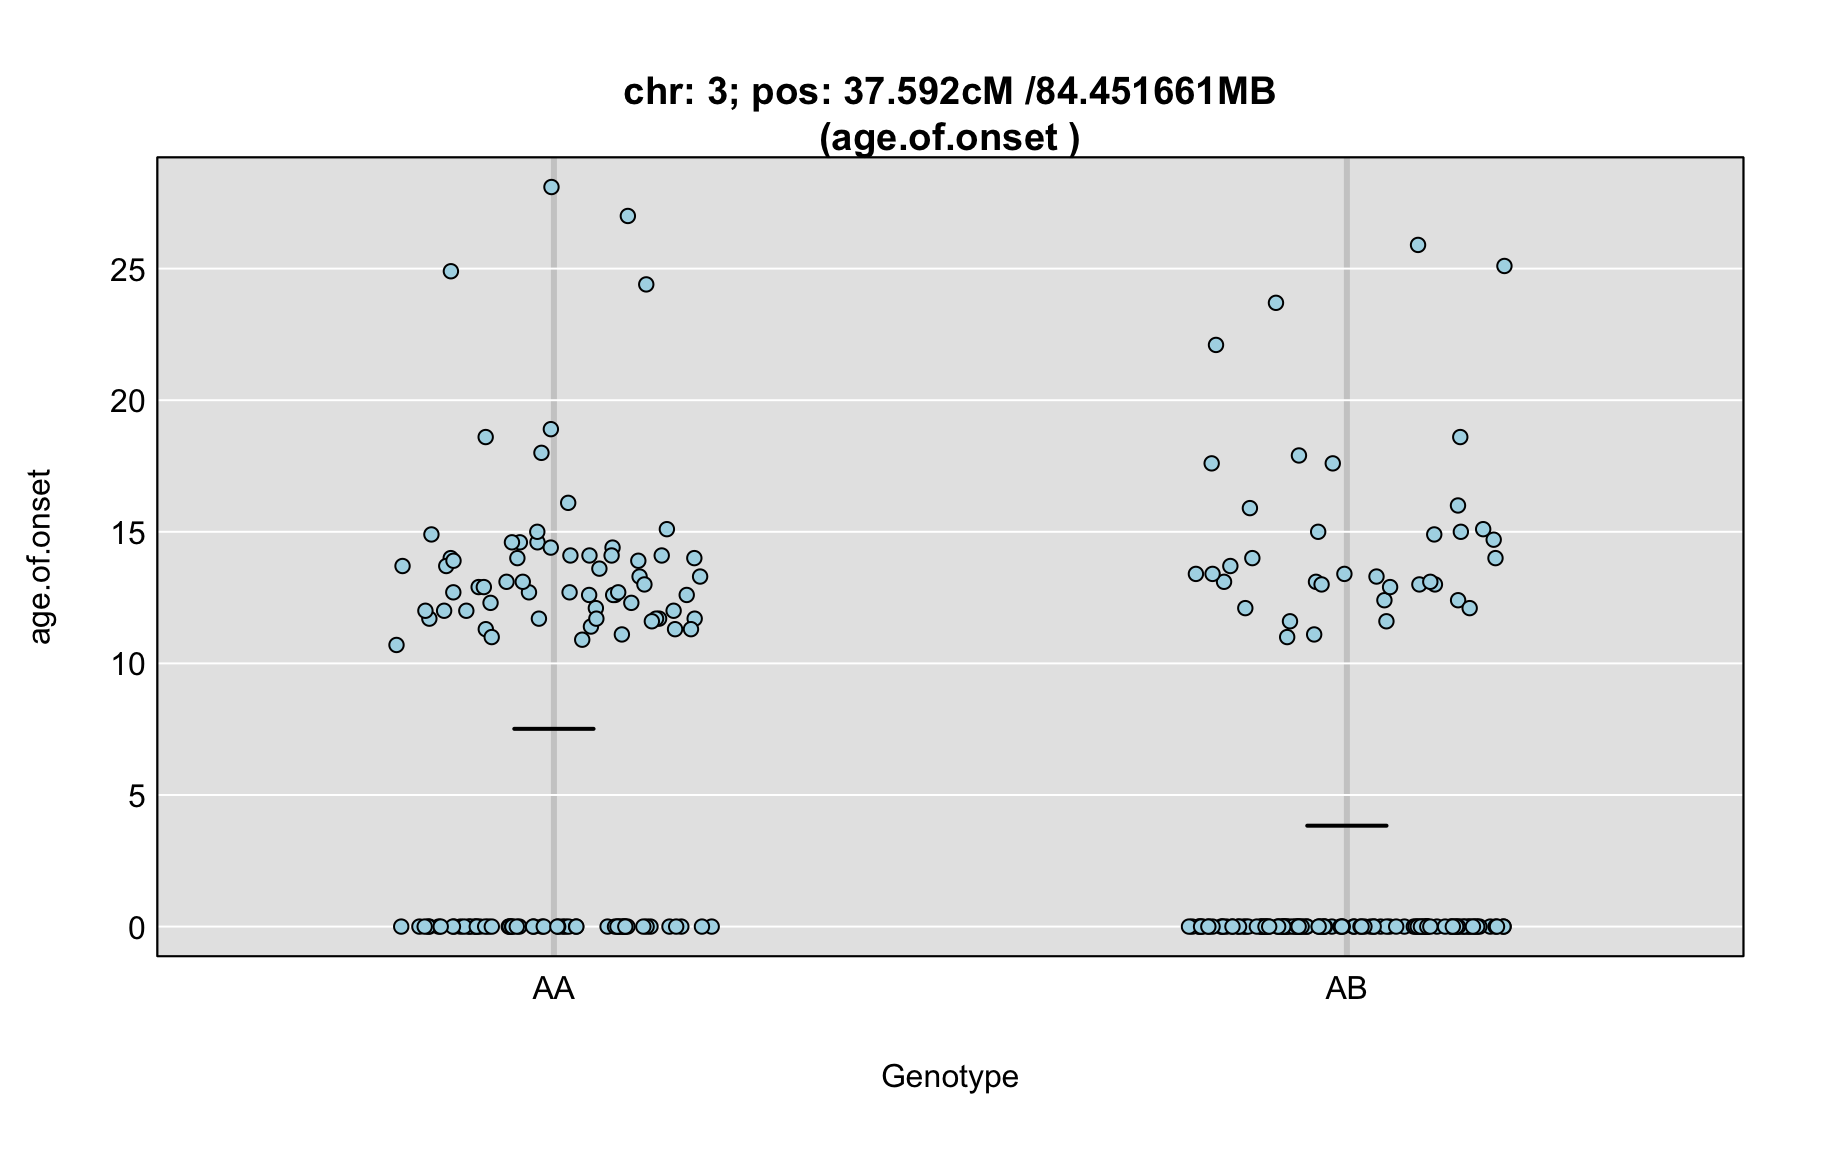 chr: 3; pos: 37.592cM /84.451661MB
(age.of.onset )
age.of.onset
25
20
15
10
5
0
AA
AB
Genotype